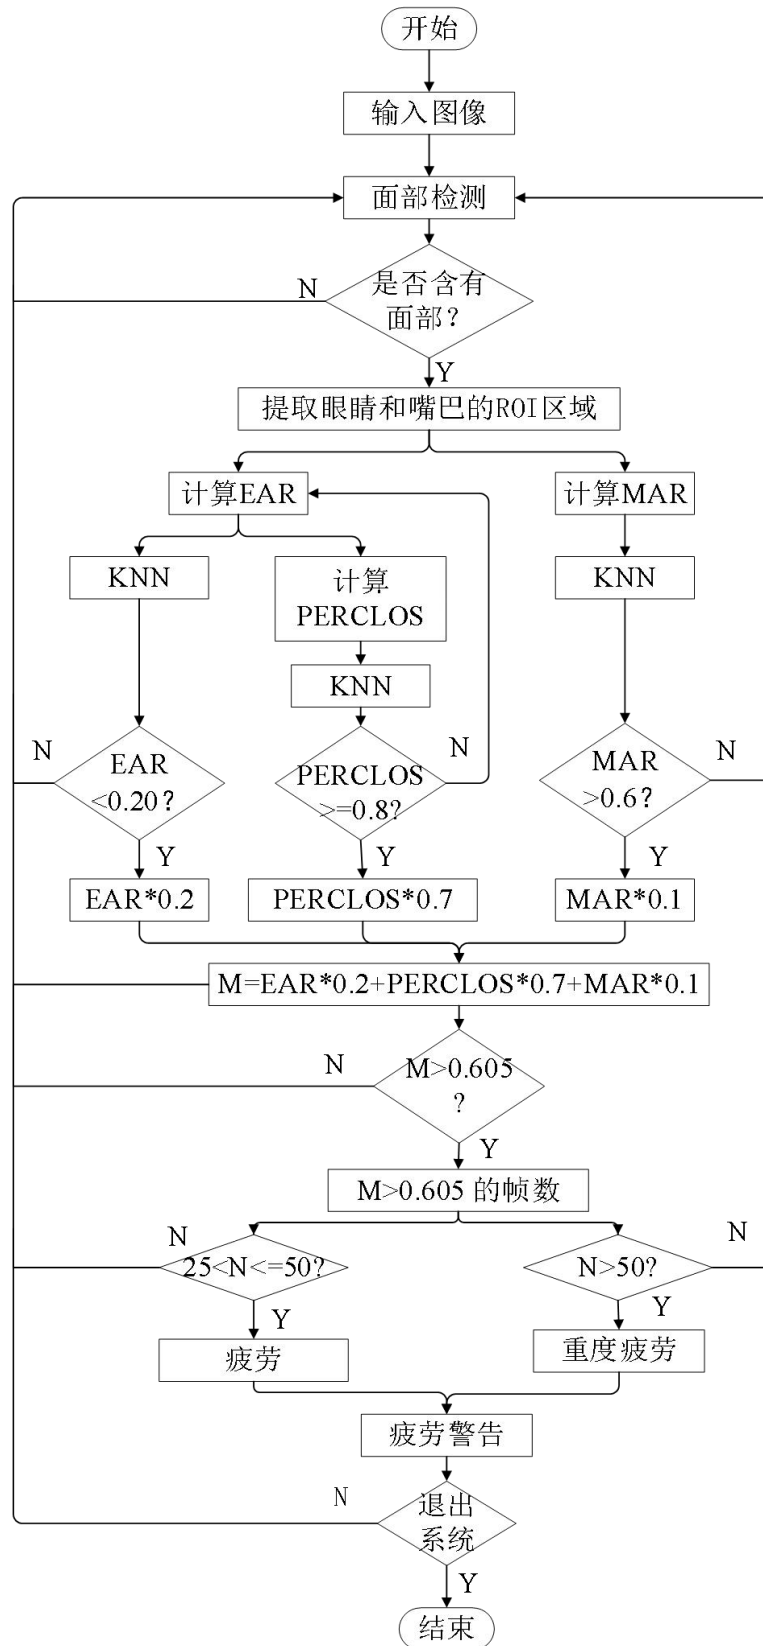 开始
输入图像
面部检测
N
是否含有
面部？
Y
提取眼睛和嘴巴的ROI区域
计算EAR
计算MAR
KNN
计算
PERCLOS
KNN
KNN
N
EAR
<0.20？
PERCLOS
>=0.8?
N
MAR
>0.6？
N
Y
Y
Y
EAR*0.2
PERCLOS*0.7
MAR*0.1
M=EAR*0.2+PERCLOS*0.7+MAR*0.1
N
M>0.605
?
Y
M>0.605 的帧数
N
25<N<=50?
N>50?
N
Y
Y
疲劳
重度疲劳
疲劳警告
N
退出
系统
Y
结束